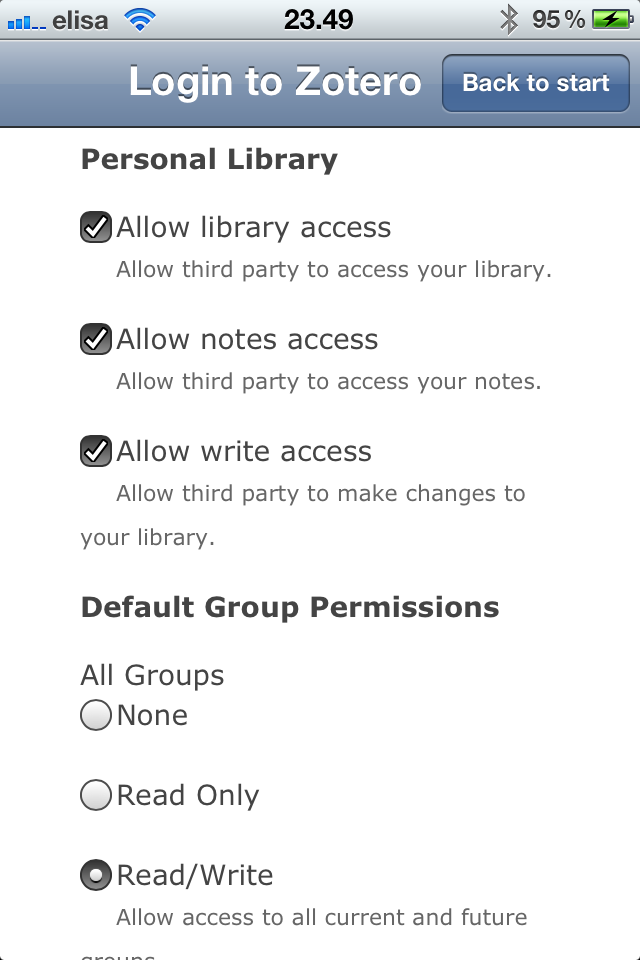 elisa 23.49 95%
Login to Zotero Back to start
Personal Library
Allow library access
Allow third party to access your library.
Allow notes access
Allow third party to access your notes.
Allow write access
Allow third party to make changes to
your library.
Default Group Permissions
All Groups
None
Read Only
Read/Write
Allow access to all current and future
groups